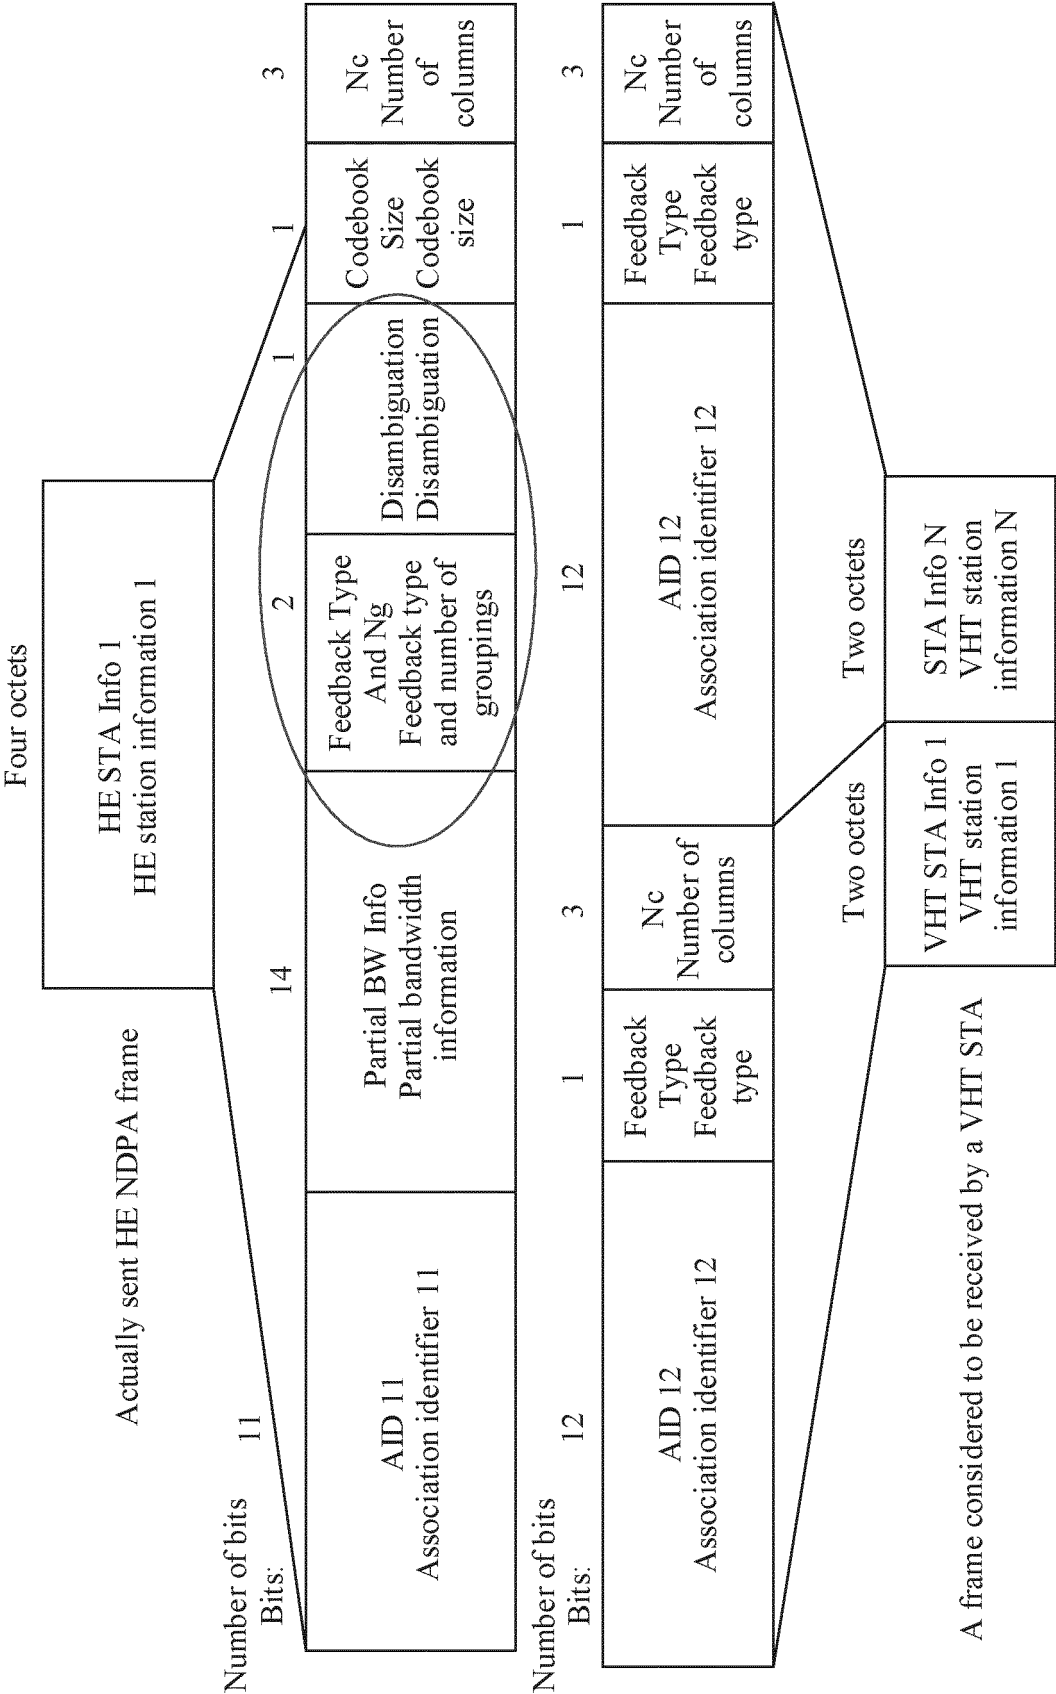 Four octets
HE STA Info 1
HE station information 1
Actually sent HE NDPA frame
Number of bits
Bits:
11
14
2
1
1
3
AID 11
Association identifier 11
Partial BW Info
Partial bandwidth
information
Feedback Type
And Ng
Feedback type
and number of
groupings
Disambiguation
Disambiguation
Codebook
Size
Codebook
size
Nc
Number
of
columns
Number of bits
Bits:
12
1
3
12
1
3
AID 12
Association identifier 12
Feedback
Type
Feedback
type
Nc
Number of
columns
AID 12
Association identifier 12
Feedback
Type
Feedback
type
Nc
Number
of
columns
Two octets
Two octets
VHT STA Info 1
VHT station
information 1
STA Info N
VHT station
information N
A frame considered to be received by a VHT STA